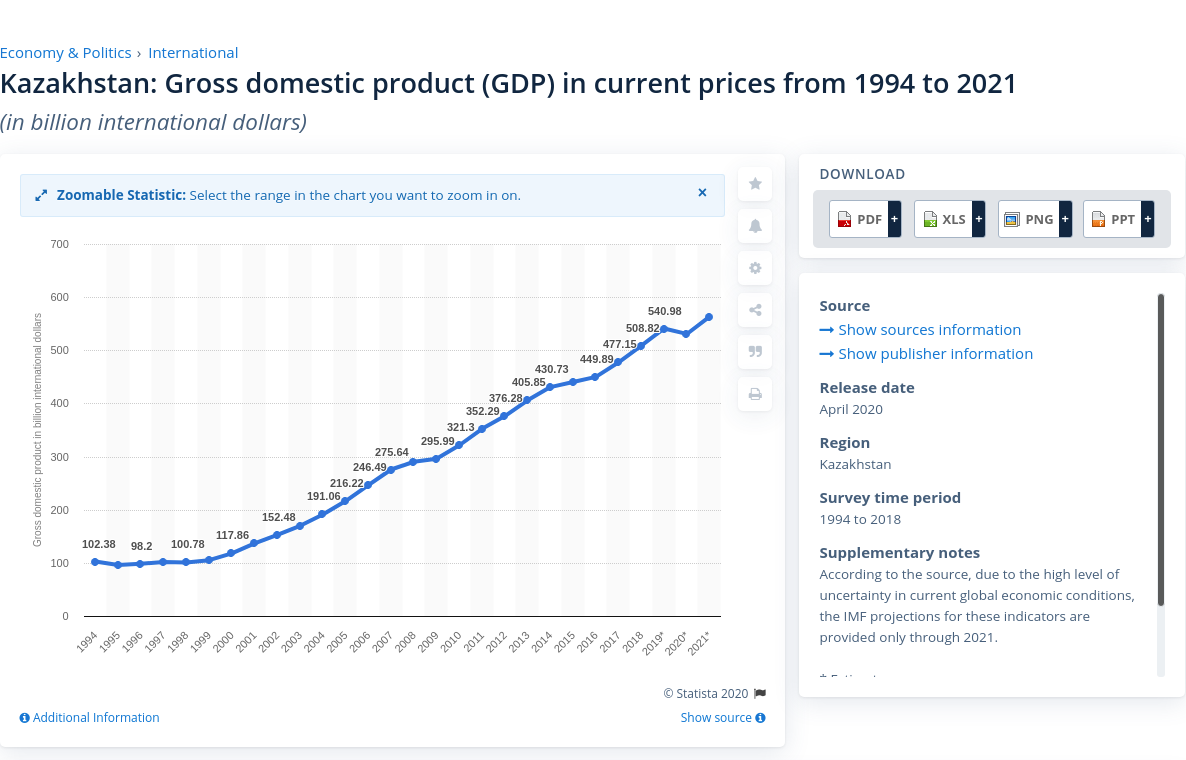 Economy & Politics › International
Kazakhstan: Gross domestic product (GDP) in current prices from 1994 to 2021
(in billion international dollars)
Zoomable Statistic: Select the range in the chart you want to zoom in on.
×
Gross domestic product in billion international dollars
700
600
500
400
300
200
100
0
102.38
98.2
100.78
117.86
152.48
191.06
216.22
246.49
275.64
295.99
321.3
352.29
376.28
405.85
430.73
449.89
477.15
508.82
540.98
1994
1995
1996
1997
1998
1999
2000
2001
2002
2003
2004
2005
2006
2007
2008
2009
2010
2011
2012
2013
2014
2015
2016
2017
2018
2019*
2020*
2021*
© Statista 2020
Additional Information
Show source
DOWNLOAD
PDF + XLS + PNG + PPT +
Source
Show sources information
Show publisher information
Release date
April 2020
Region
Kazakhstan
Survey time period
1994 to 2018
Supplementary notes
According to the source, due to the high level of
uncertainty in current global economic conditions,
the IMF projections for these indicators are
provided only through 2021.